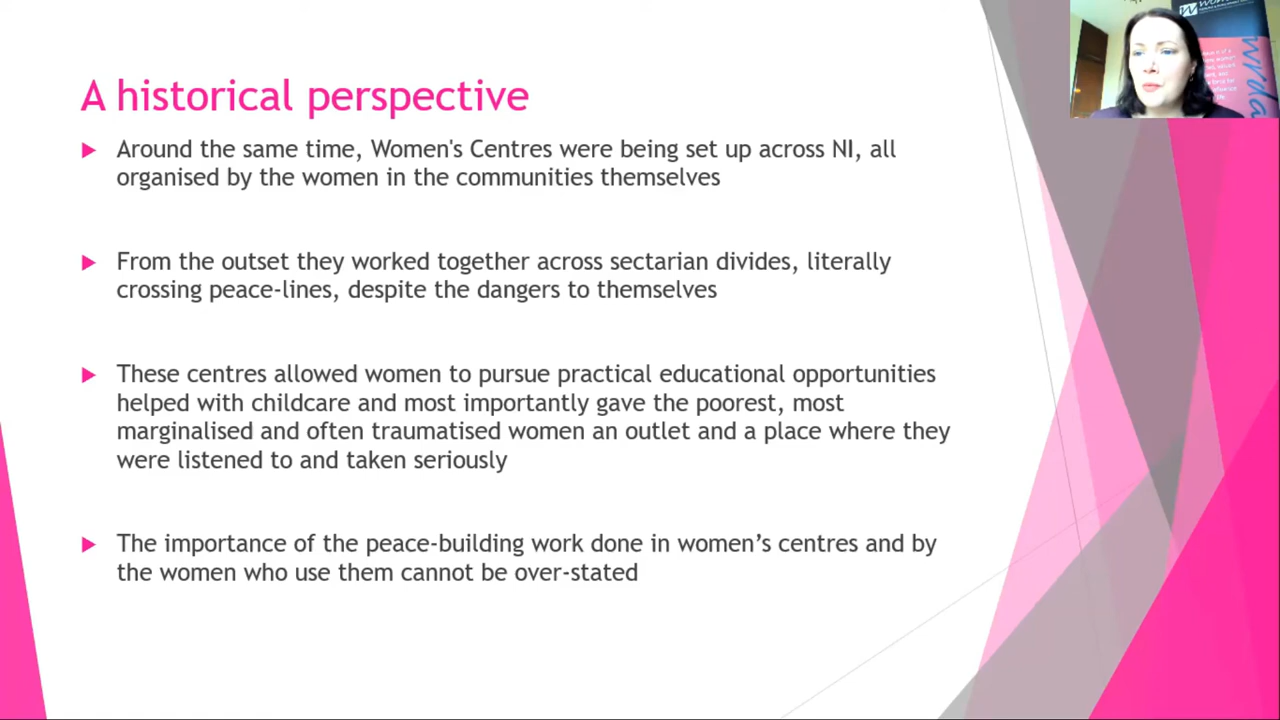 A historical perspective
Around the same time, Women's Centres were being set up across NI, all
organised by the women in the communities themselves
From the outset they worked together across sectarian divides, literally
crossing peace-lines, despite the dangers to themselves
These centres allowed women to pursue practical educational opportunities
helped with childcare and most importantly gave the poorest, most
marginalised and often traumatised women an outlet and a place where they
were listened to and taken seriously
The importance of the peace-building work done in women’s centres and by
the women who use them cannot be over-stated
wrda